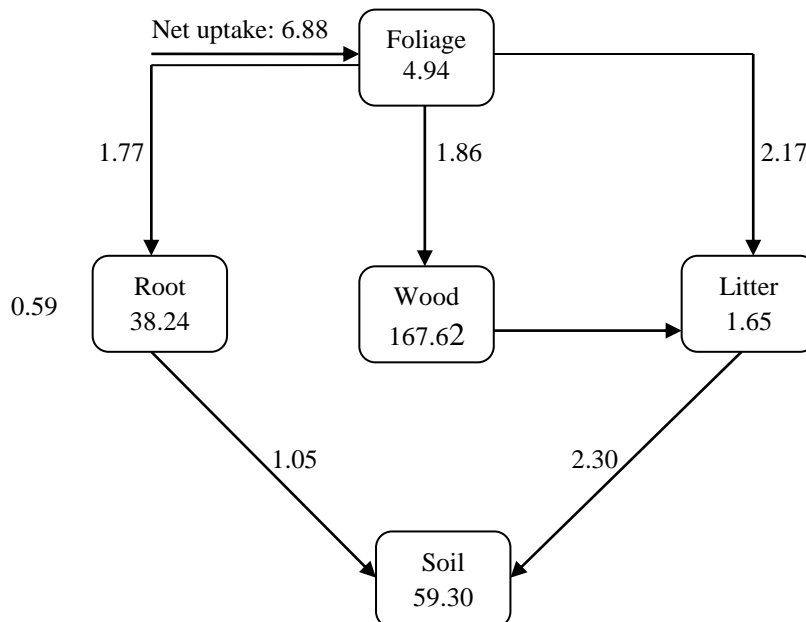 Net uptake: 6.88
Foliage
4.94
1.77
1.86
2.17
Root
38.24
Wood
167.62
Litter
1.65
0.59
1.05
2.30
Soil
59.30